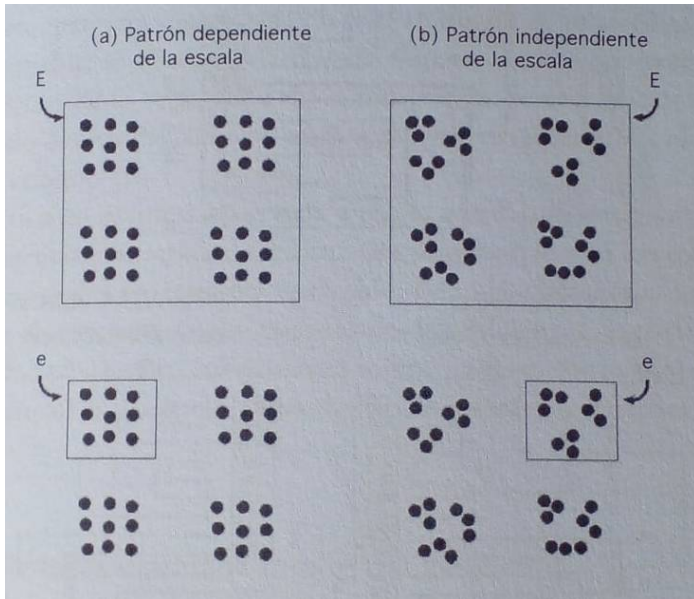 (a) Patrón dependiente
de la escala
(b) Patrón independiente
de la escala
E
E
e
e